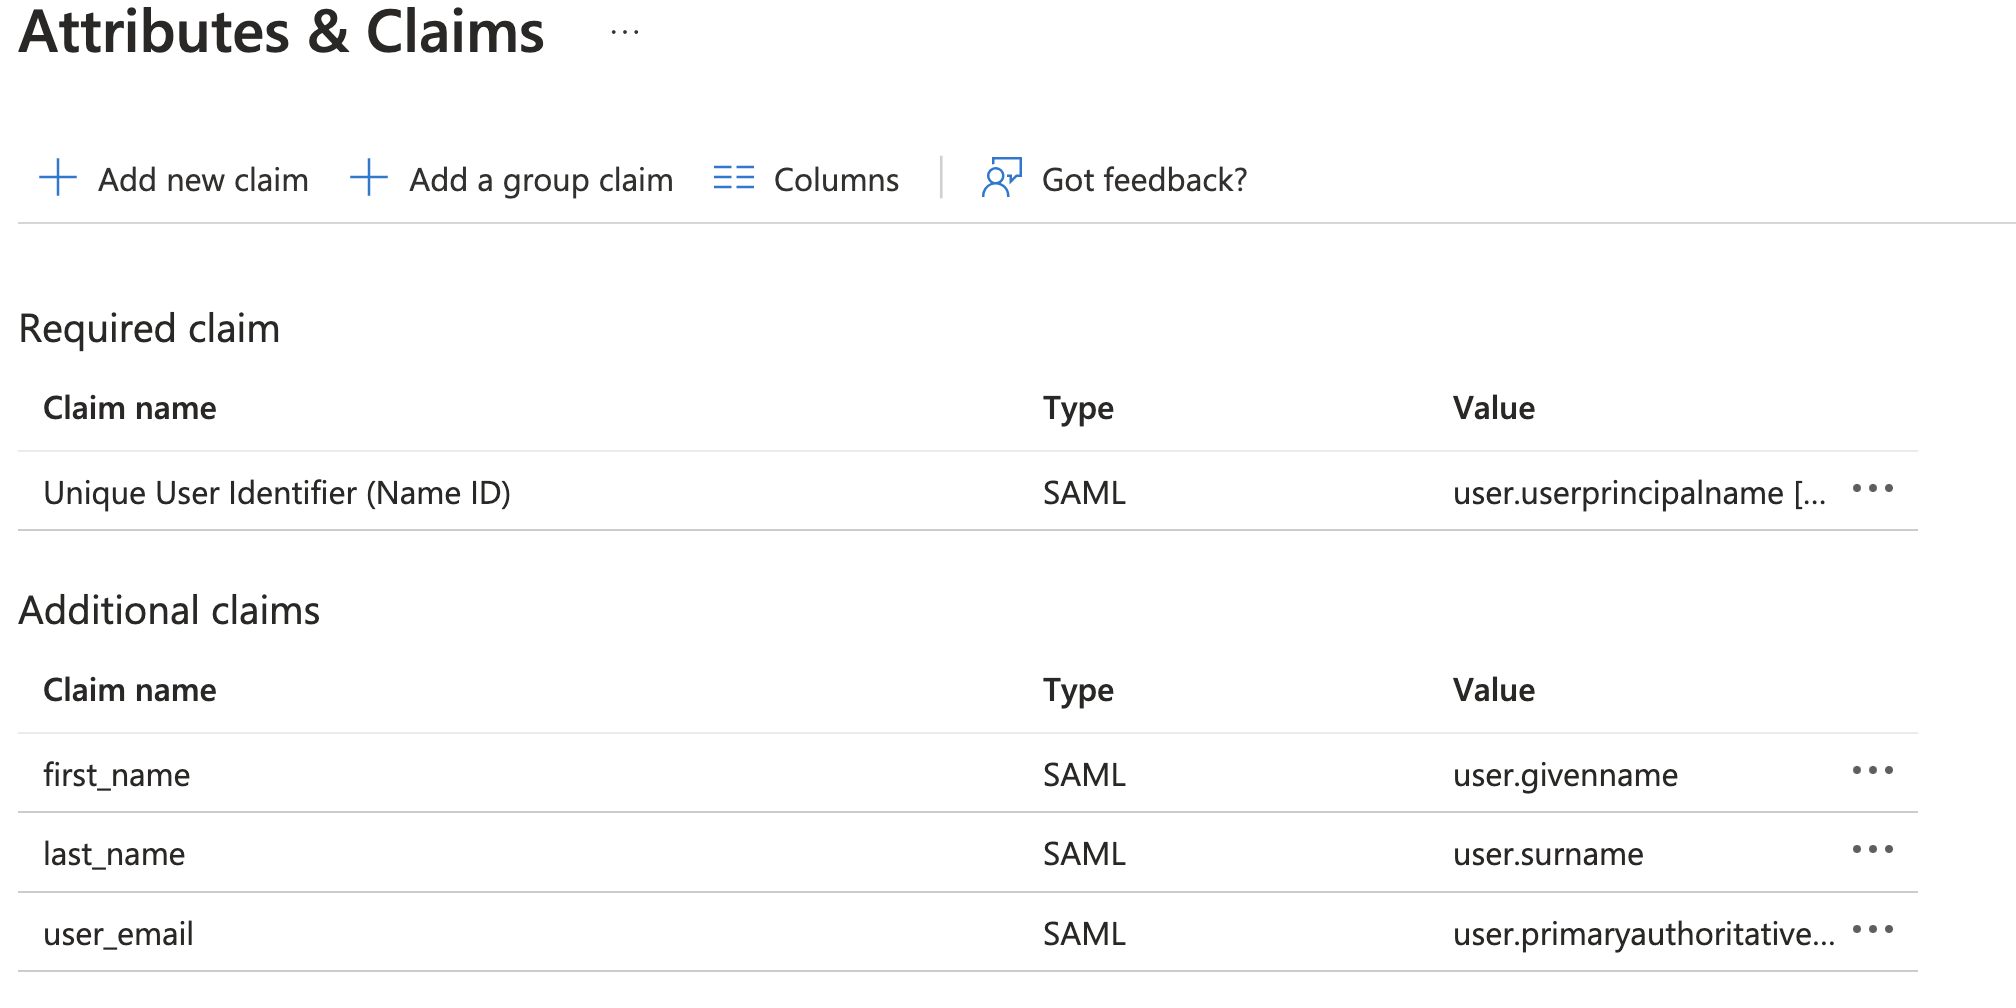 Attributes & Claims ...
Add new claim Add a group claim Columns Got feedback?
Required claim
Claim name Type Value
Unique User Identifier (Name ID) SAML user.userprincipalname [...
Additional claims
Claim name Type Value
first_name SAML user.givenname
last_name SAML user.surname
user_email SAML user.primaryauthoritative...